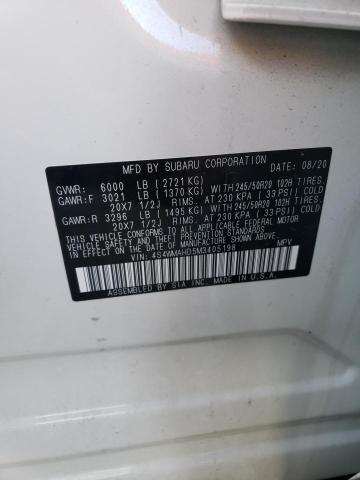 MFD BY SUBARU CORPORATION DATE: 08/20
GVWR: 6000 LB (2721 KG)
GAWR:F 3021 LB (1370 KG) WITH 245/50R20 102H TIRES.
20X7 1/2J RIMS. AT 230 KPA ( 33 PSI) COLD
GAWR:R 3296 LB (1495 KG) WITH 245/50R20 102H TIRES.
20X7 1/2J RIMS. AT 230 KPA ( 33 PSI) COLD
THIS VEHICLE CONFORMS TO ALL APPLICABLE FEDERAL MOTOR
VEHICLE SAFETY STANDARDS IN EFFECT ON THE DATE OF
MANUFACTURE SHOWN ABOVE.
VIN: 4S4WMAHD5M3405198 MPV
ASSEMBLED BY SIA INC. MADE IN U.S.A.